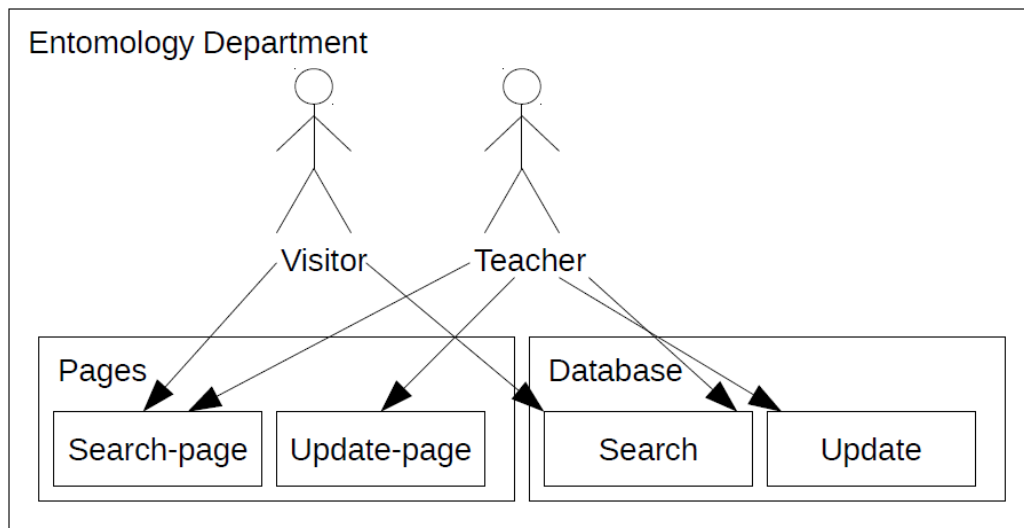 Entomology Department
Visitor
Teacher
Pages
Database
Search-page
Update-page
Search
Update